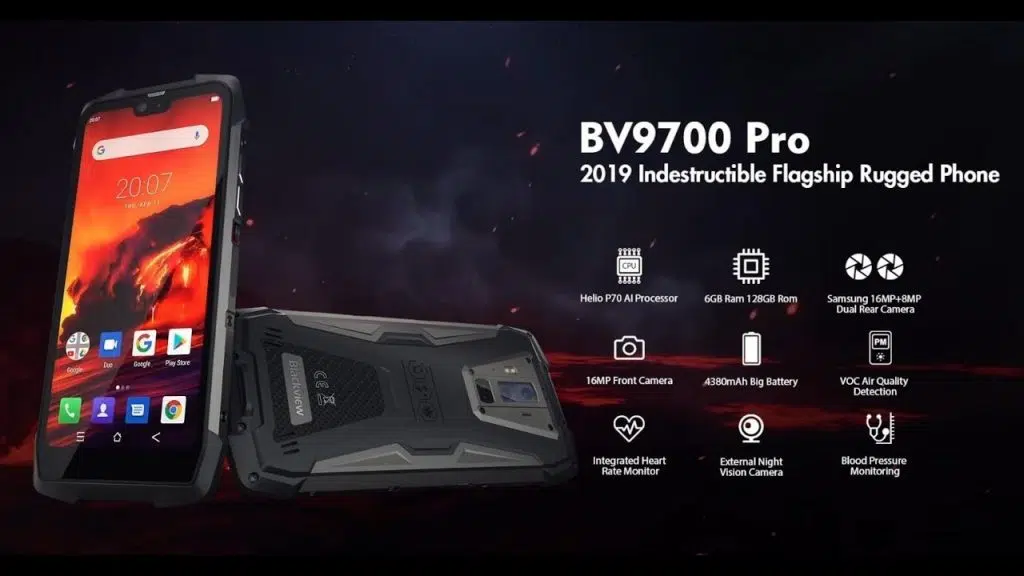 BV9700 Pro
2019 Indestructible Flagship Rugged Phone
CPU
Helio P70 AI Processor
6GB Ram 128GB Rom
Samsung 16MP+8MP
Dual Rear Camera
16MP Front Camera
4380mAh Big Battery
PM
VOC Air Quality
Detection
Integrated Heart
Rate Monitor
External Night
Vision Camera
Blood Pressure
Monitoring
20:07
G
20:07
Google
Duo
Google
Play Store
Blackview
CE